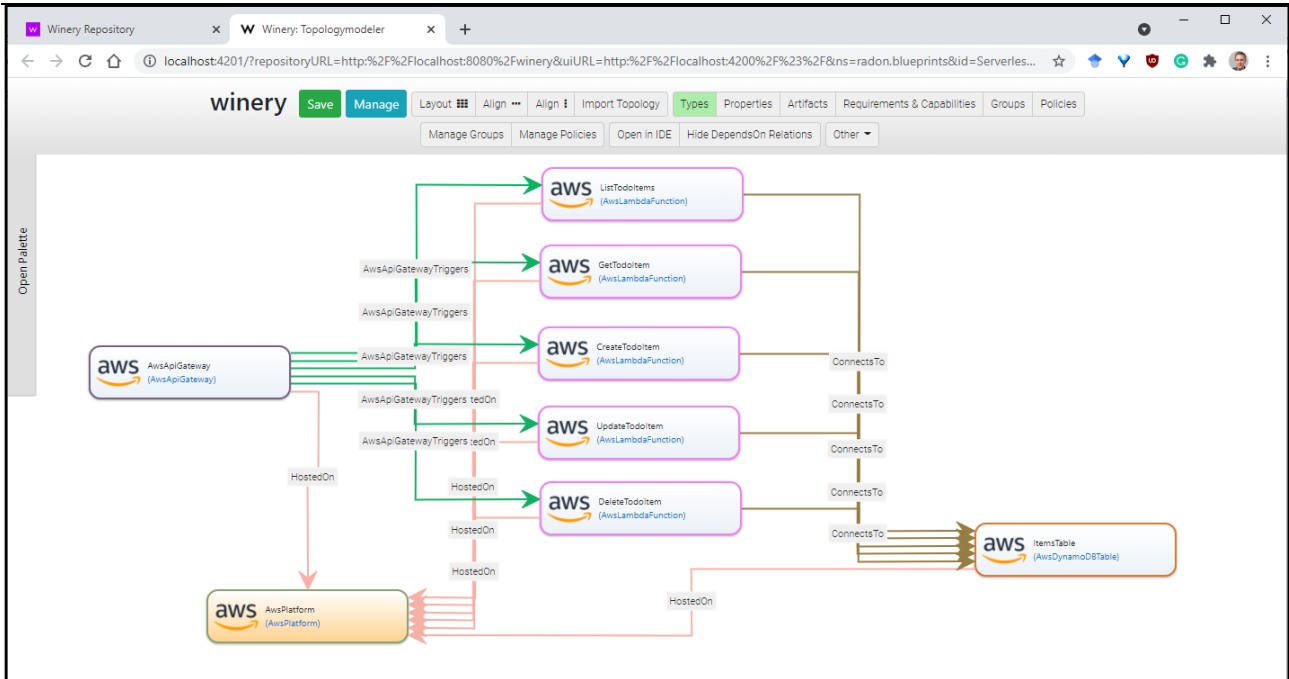 w Winery Repository
W Winery: Topologymodeler
localhost:4201/?repositoryURL=http:%2F%2Flocalhost:8080%2Fwinery&uiURL=http:%2F%2Flocalhost:4200%2F%23%2F&ns=radon.blueprints&id=Serverles...
winery Save Manage Layout Align Align Import Topology Types Properties Artifacts Requirements & Capabilities Groups Policies
Manage Groups Manage Policies Open in IDE Hide DependsOn Relations Other
Open Palette
aws ListTodoItems
(AwsLambdaFunction)
aws GetTodoItem
(AwsLambdaFunction)
AwsApiGatewayTriggers
AwsApiGatewayTriggers
aws CreateTodoItem
(AwsLambdaFunction)
AwsApiGatewayTriggers
ConnectsTo
aws AwsApiGateway
(AwsApiGateway)
AwsApiGatewayTriggers tedOn
ConnectsTo
aws UpdateTodoItem
(AwsLambdaFunction)
AwsApiGatewayTriggers tedOn
ConnectsTo
HostedOn
HostedOn
ConnectsTo
aws DeleteTodoItem
(AwsLambdaFunction)
HostedOn
ConnectsTo
aws ItemsTable
(AwsDynamoDBTable)
HostedOn
HostedOn
aws AwsPlatform
(AwsPlatform)